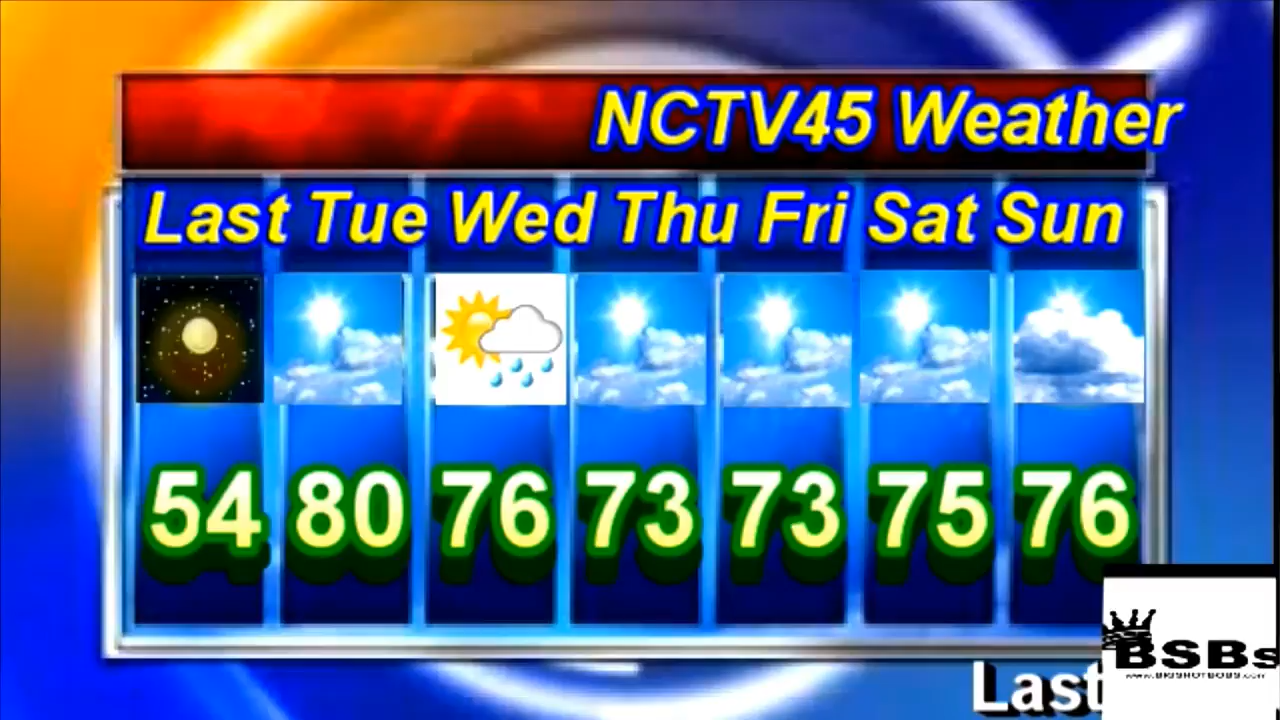 NCTV45 Weather
Last Tue Wed Thu Fri Sat Sun
54 80 76 73 73 75 76
BSBs
Last